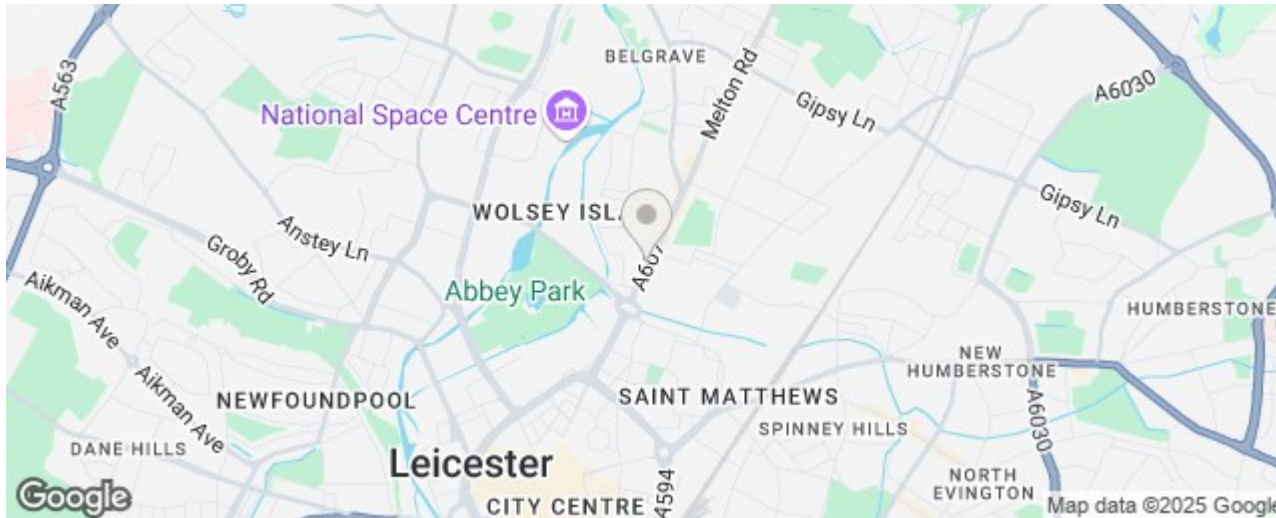 BELGRAVE
A563
Melton Rd
A6030
National Space Centre
Gipsy Ln
WOLSEY ISLA
Gipsy Ln
Anstey Ln
Groby Rd
A607
Abbey Park
Aikman Ave
HUMBERSTONE
NEW
HUMBERSTONE
Aikman Ave
NEWFOUNDPOOL
SAINT MATTHEWS
A6030
SPINNEY HILLS
DANE HILLS
Leicester
NORTH
EVINGTON
A594
CITY CENTRE
Google
Map data ©2025 Google